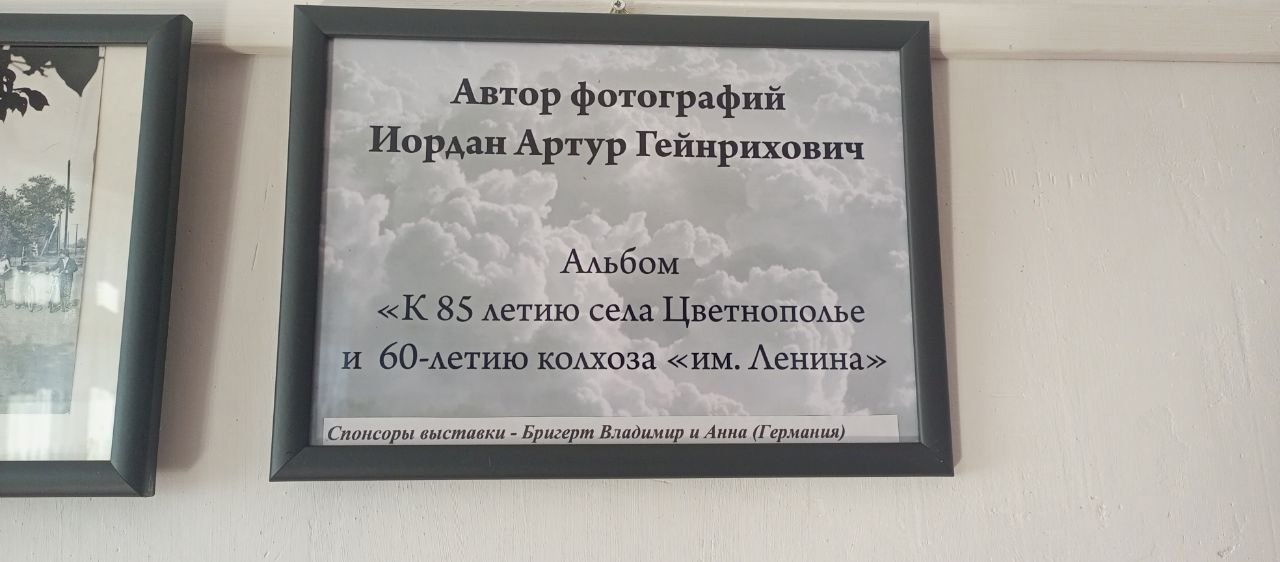 Автор фотографий
Иордан Артур Гейнрихович
Альбом
«К 85 летию села Цветнополье
и 60-летию колхоза «им. Ленина»
Спонсоры выставки - Бригерт Владимир и Анна (Германия)